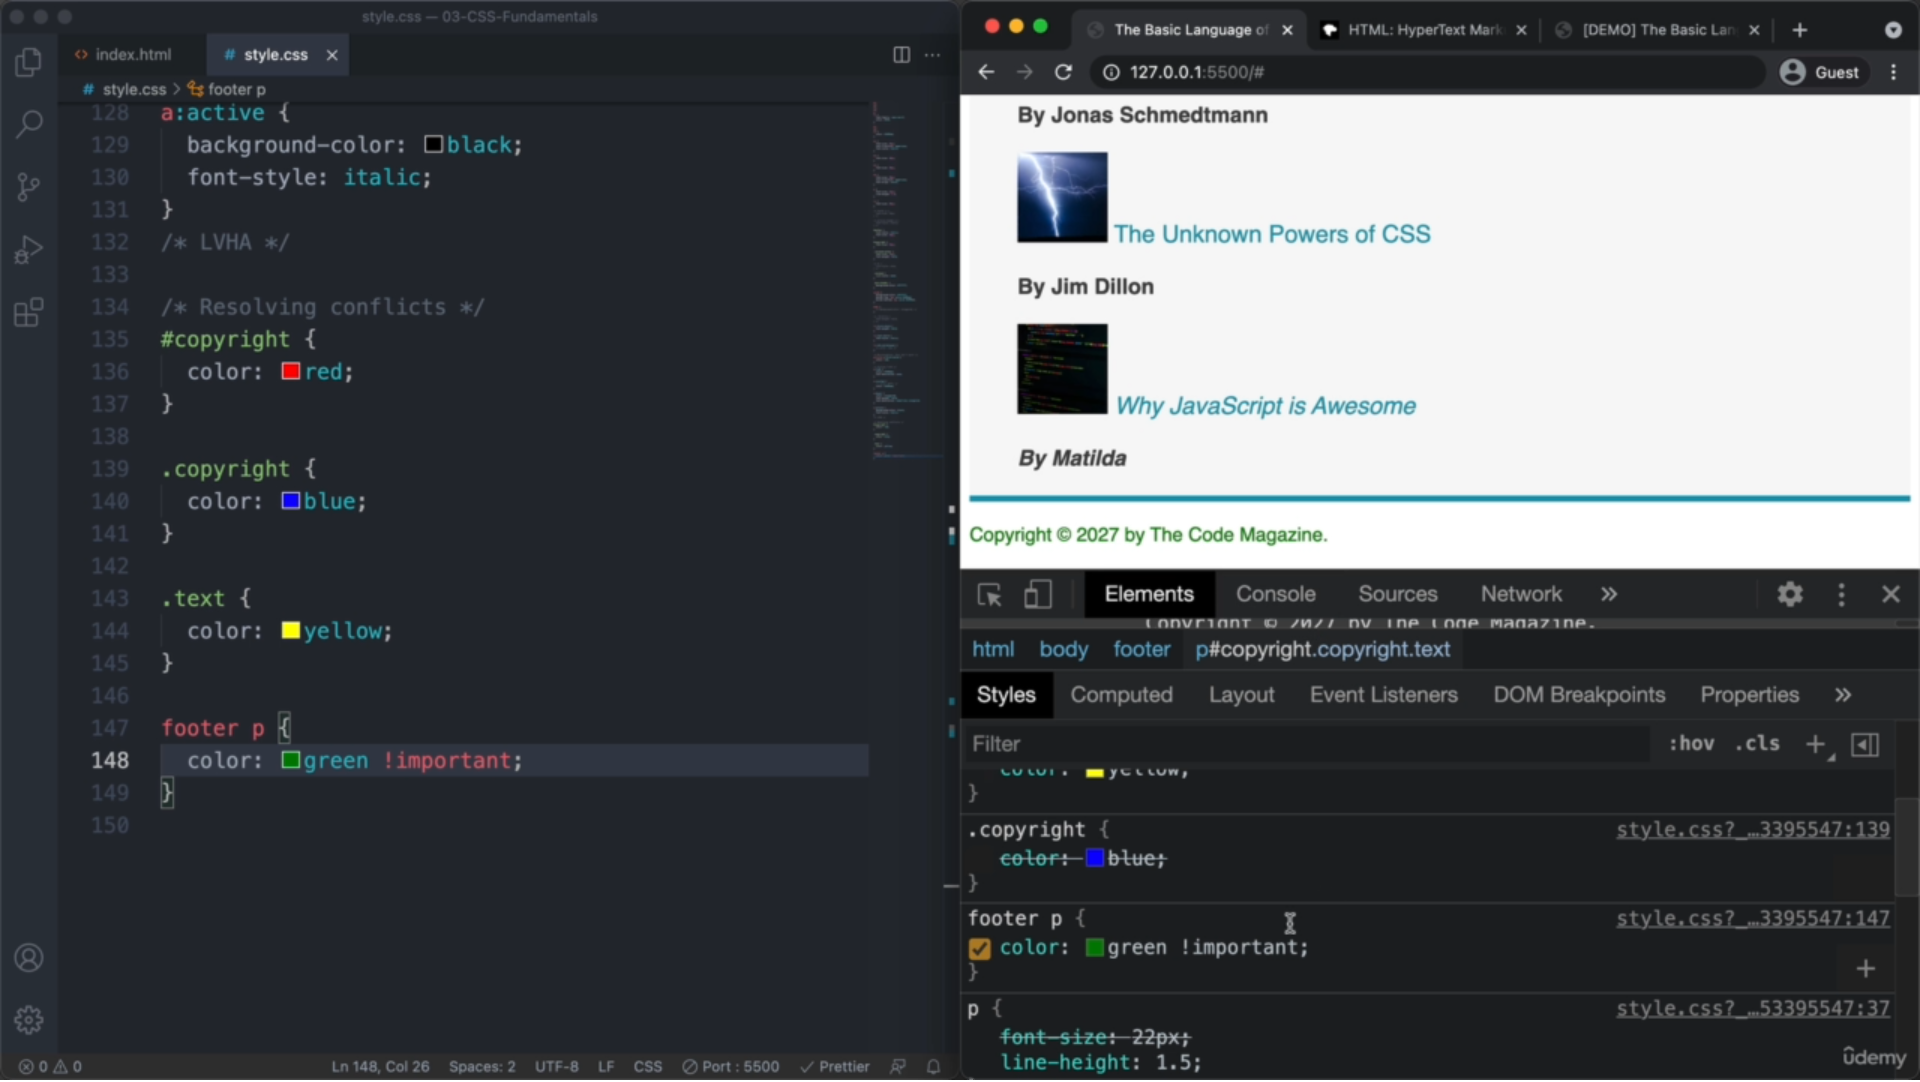 style.css — 03-CSS-Fundamentals
<> index.html
# style.css ×
# style.css > footer p
128 a:active {
129 background-color: black;
130 font-style: italic;
131 }
132 /* LVHA */
133
134 /* Resolving conflicts */
135 #copyright {
136 color: red;
137 }
138
139 .copyright {
140 color: blue;
141 }
142
143 .text {
144 color: yellow;
145 }
146
147 footer p {
148 color: green !important;
149 }
150
0 0
Ln 148, Col 26 Spaces: 2 UTF-8 LF CSS Port : 5500 Prettier
The Basic Language of
HTML: HyperText Mark
[DEMO] The Basic Lan
127.0.0.1:5500/#
Guest
By Jonas Schmedtmann
The Unknown Powers of CSS
By Jim Dillon
Why JavaScript is Awesome
By Matilda
Copyright © 2027 by The Code Magazine.
Elements Console Sources Network »
Copyright © 2027 by The Code Magazine.
html body footer p#copyright.copyright.text
Styles Computed Layout Event Listeners DOM Breakpoints Properties »
Filter :hov .cls +
color: yellow;
}
.copyright { style.css?_…3395547:139
color: blue;
}
footer p { style.css?_…3395547:147
color: green !important;
}
p { style.css?_…53395547:37
font-size: 22px;
line-height: 1.5;
ûdemy